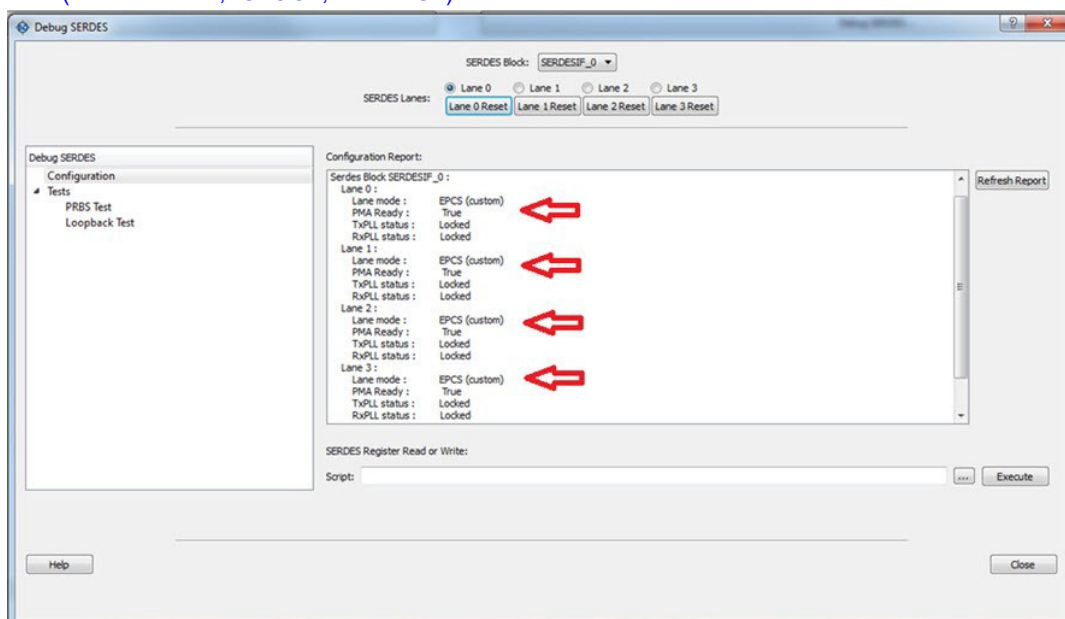 Debug SERDES
SERDES Block: SERDESIF_0
SERDES Lanes:
Lane 0 Lane 1 Lane 2 Lane 3
Lane 0 Reset Lane 1 Reset Lane 2 Reset Lane 3 Reset
Debug SERDES
Configuration
Tests
PRBS Test
Loopback Test
Configuration Report:
Serdes Block SERDESIF_0 :
Lane 0 :
Lane mode : EPCS (custom)
PMA Ready : True
TxPLL status : Locked
RxPLL status : Locked
Lane 1 :
Lane mode : EPCS (custom)
PMA Ready : True
TxPLL status : Locked
RxPLL status : Locked
Lane 2 :
Lane mode : EPCS (custom)
PMA Ready : True
TxPLL status : Locked
RxPLL status : Locked
Lane 3 :
Lane mode : EPCS (custom)
PMA Ready : True
TxPLL status : Locked
RxPLL status : Locked
Refresh Report
SERDES Register Read or Write:
Script:
... Execute
Help
Close